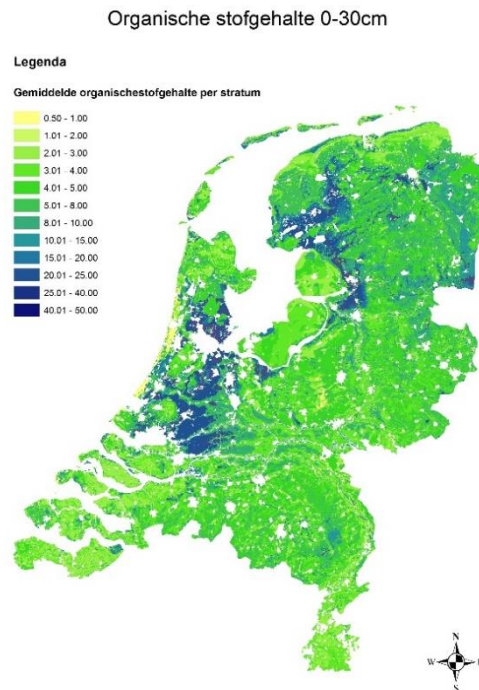 Organische stofgehalte 0-30cm
Legenda
Gemiddelde organischestofgehalte per stratum
0.50 - 1.00
1.01 - 2.00
2.01 - 3.00
3.01 - 4.00
4.01 - 5.00
5.01 - 8.00
8.01 - 10.00
10.01 - 15.00
15.01 - 20.00
20.01 - 25.00
25.01 - 40.00
40.01 - 50.00
N
W E
S